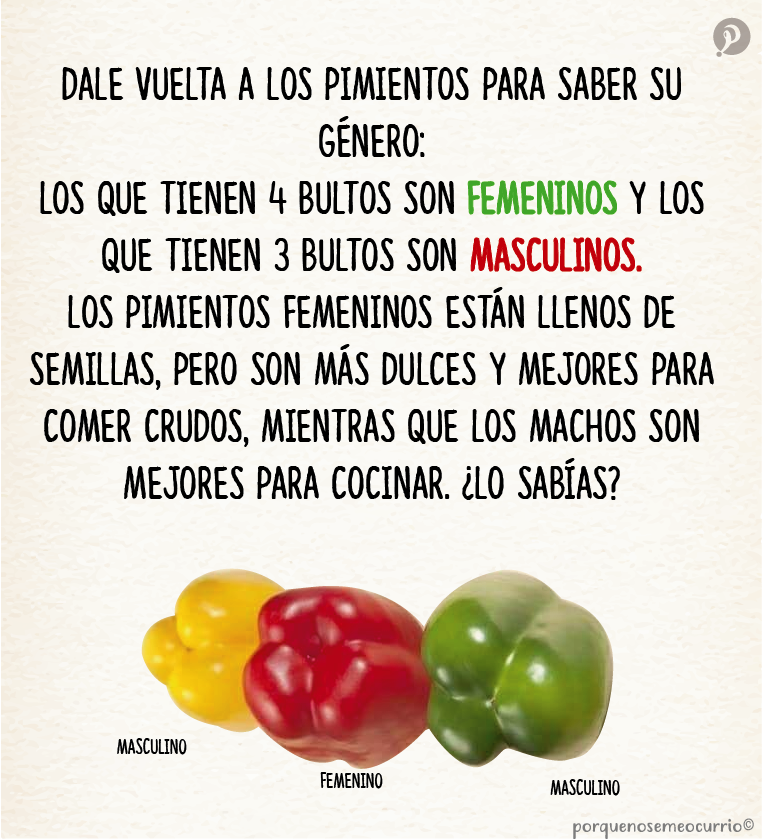 DALE VUELTA A LOS PIMIENTOS PARA SABER SU
GÉNERO:
LOS QUE TIENEN 4 BULTOS SON FEMENINOS Y LOS
QUE TIENEN 3 BULTOS SON MASCULINOS.
LOS PIMIENTOS FEMENINOS ESTÁN LLENOS DE
SEMILLAS, PERO SON MÁS DULCES Y MEJORES PARA
COMER CRUDOS, MIENTRAS QUE LOS MACHOS SON
MEJORES PARA COCINAR. ¿LO SABÍAS?
MASCULINO
FEMENINO
MASCULINO
porquenosemeocurrio©